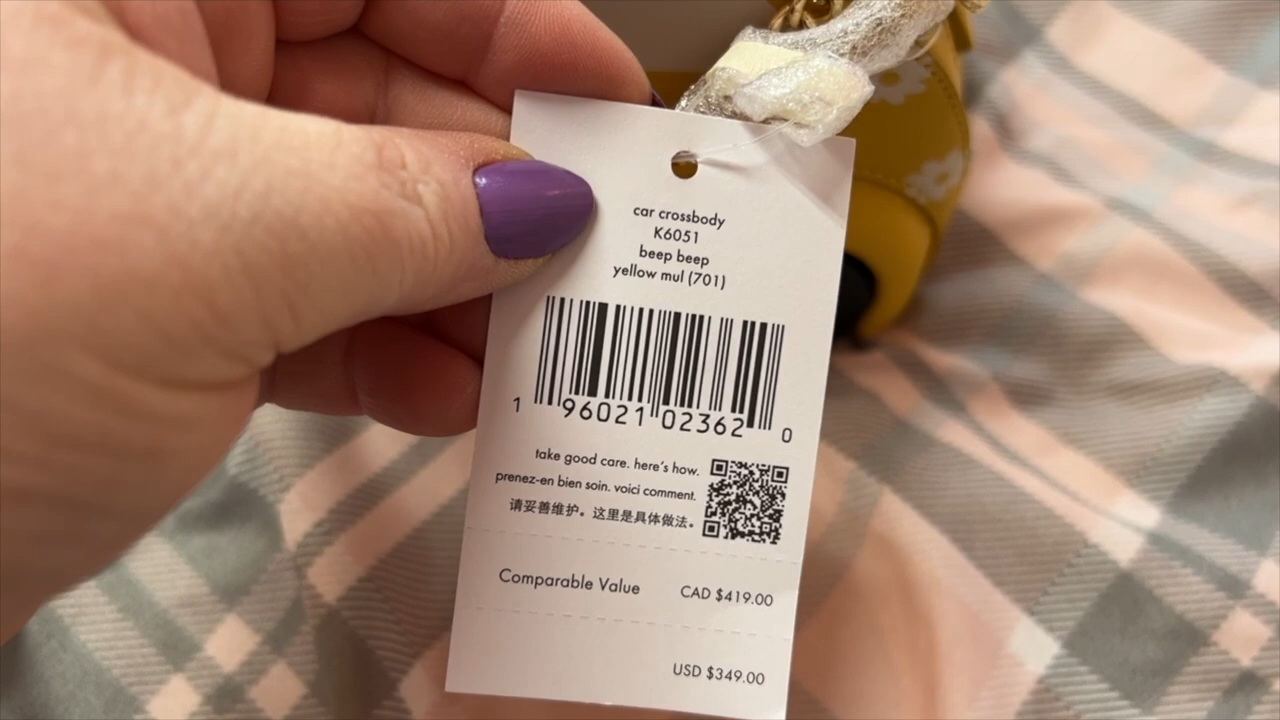 car crossbody
K6051
beep beep
yellow mul (701)
1 96021 02362 0
take good care. here's how.
prenez-en bien soin. voici comment.
请妥善维护。这里是具体做法。
Comparable Value CAD $419.00
USD $349.00